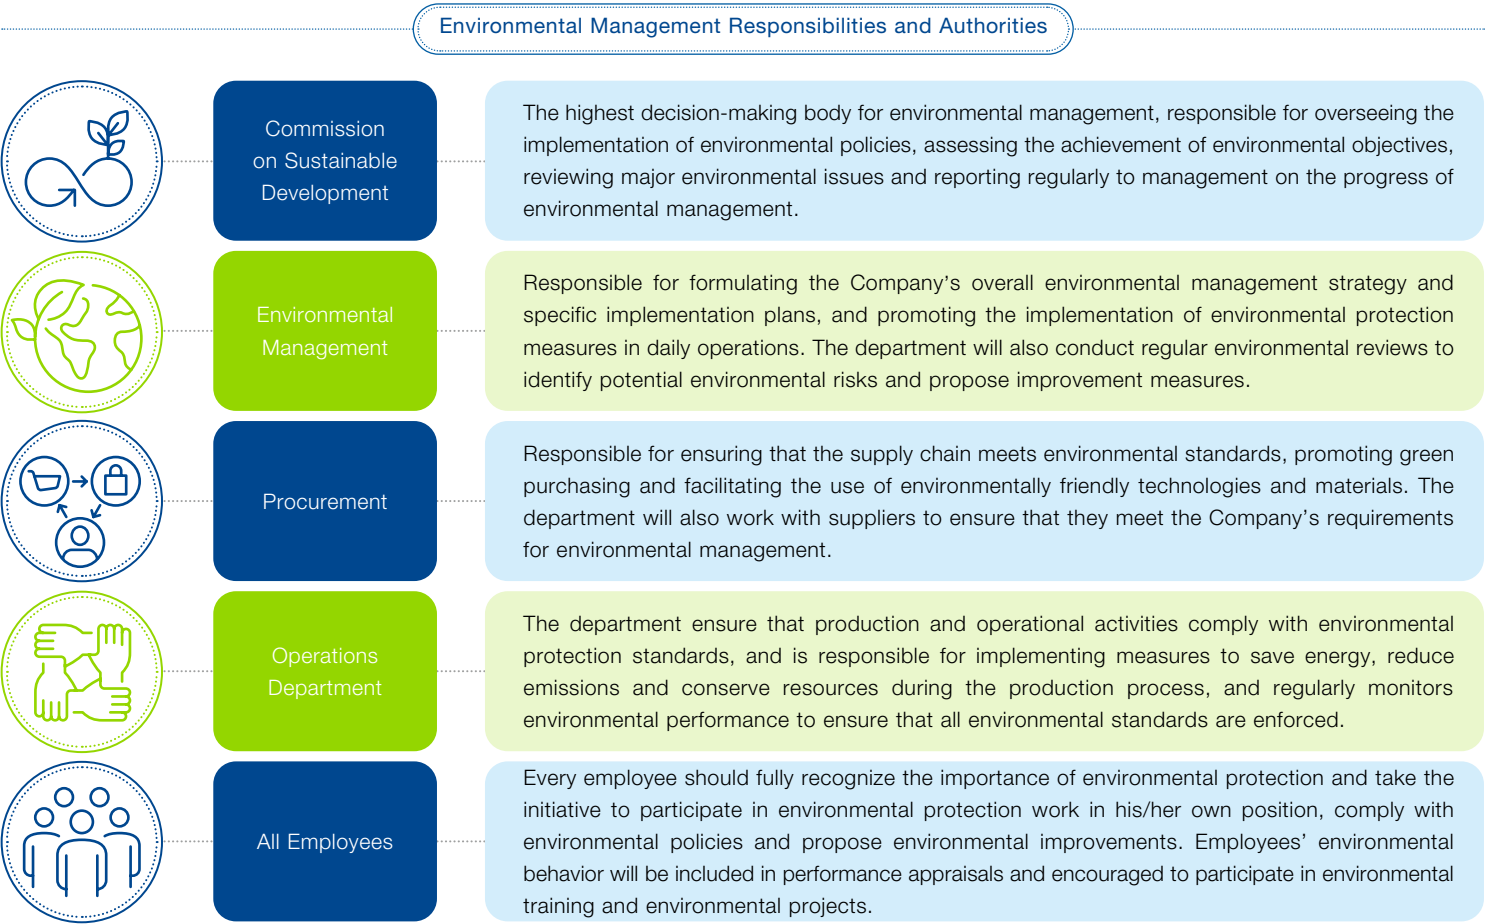 Environmental Management Responsibilities and Authorities
Commission
on Sustainable
Development
The highest decision-making body for environmental management, responsible for overseeing the
implementation of environmental policies, assessing the achievement of environmental objectives,
reviewing major environmental issues and reporting regularly to management on the progress of
environmental management.
Environmental
Management
Responsible for formulating the Company's overall environmental management strategy and
specific implementation plans, and promoting the implementation of environmental protection
measures in daily operations. The department will also conduct regular environmental reviews to
identify potential environmental risks and propose improvement measures.
Procurement
Responsible for ensuring that the supply chain meets environmental standards, promoting green
purchasing and facilitating the use of environmentally friendly technologies and materials. The
department will also work with suppliers to ensure that they meet the Company's requirements
for environmental management.
Operations
Department
The department ensure that production and operational activities comply with environmental
protection standards, and is responsible for implementing measures to save energy, reduce
emissions and conserve resources during the production process, and regularly monitors
environmental performance to ensure that all environmental standards are enforced.
All Employees
Every employee should fully recognize the importance of environmental protection and take the
initiative to participate in environmental protection work in his/her own position, comply with
environmental policies and propose environmental improvements. Employees' environmental
behavior will be included in performance appraisals and encouraged to participate in environmental
training and environmental projects.